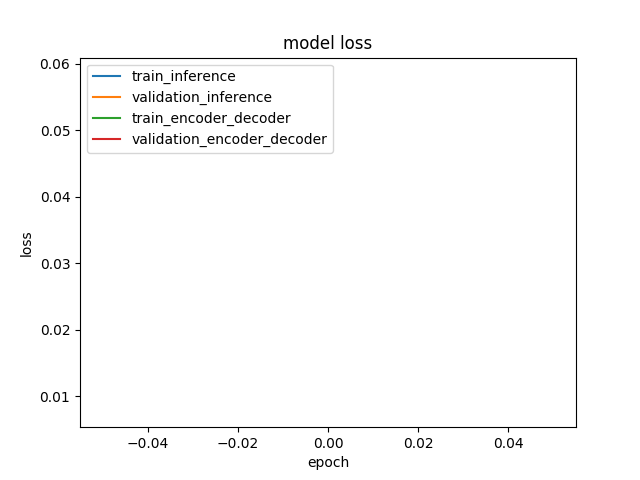 model loss
train_inference
validation_inference
train_encoder_decoder
validation_encoder_decoder
0.06
0.05
0.04
0.03
0.02
0.01
loss
−0.04 −0.02 0.00 0.02 0.04
epoch